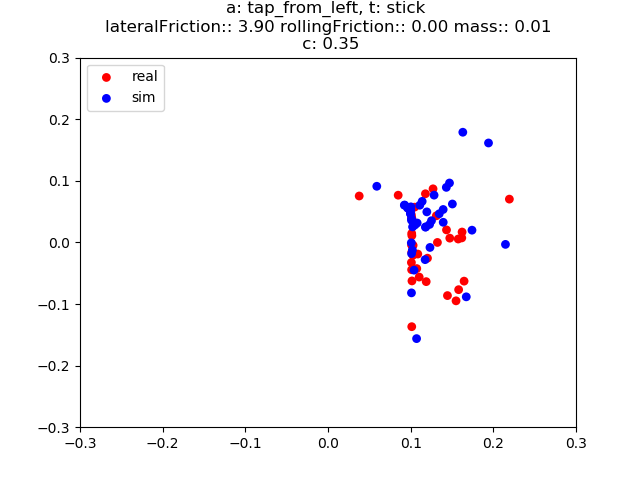 a: tap_from_left, t: stick
lateralFriction:: 3.90 rollingFriction:: 0.00 mass:: 0.01
c: 0.35
real
sim
0.3
0.2
0.1
0.0
−0.1
−0.2
−0.3
−0.3 −0.2 −0.1 0.0 0.1 0.2 0.3